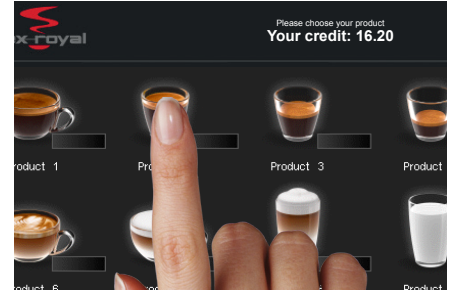 x-royal
Please choose your product
Your credit: 16.20
roduct 1
Pro
Product 3
Product
roduct 6
Product